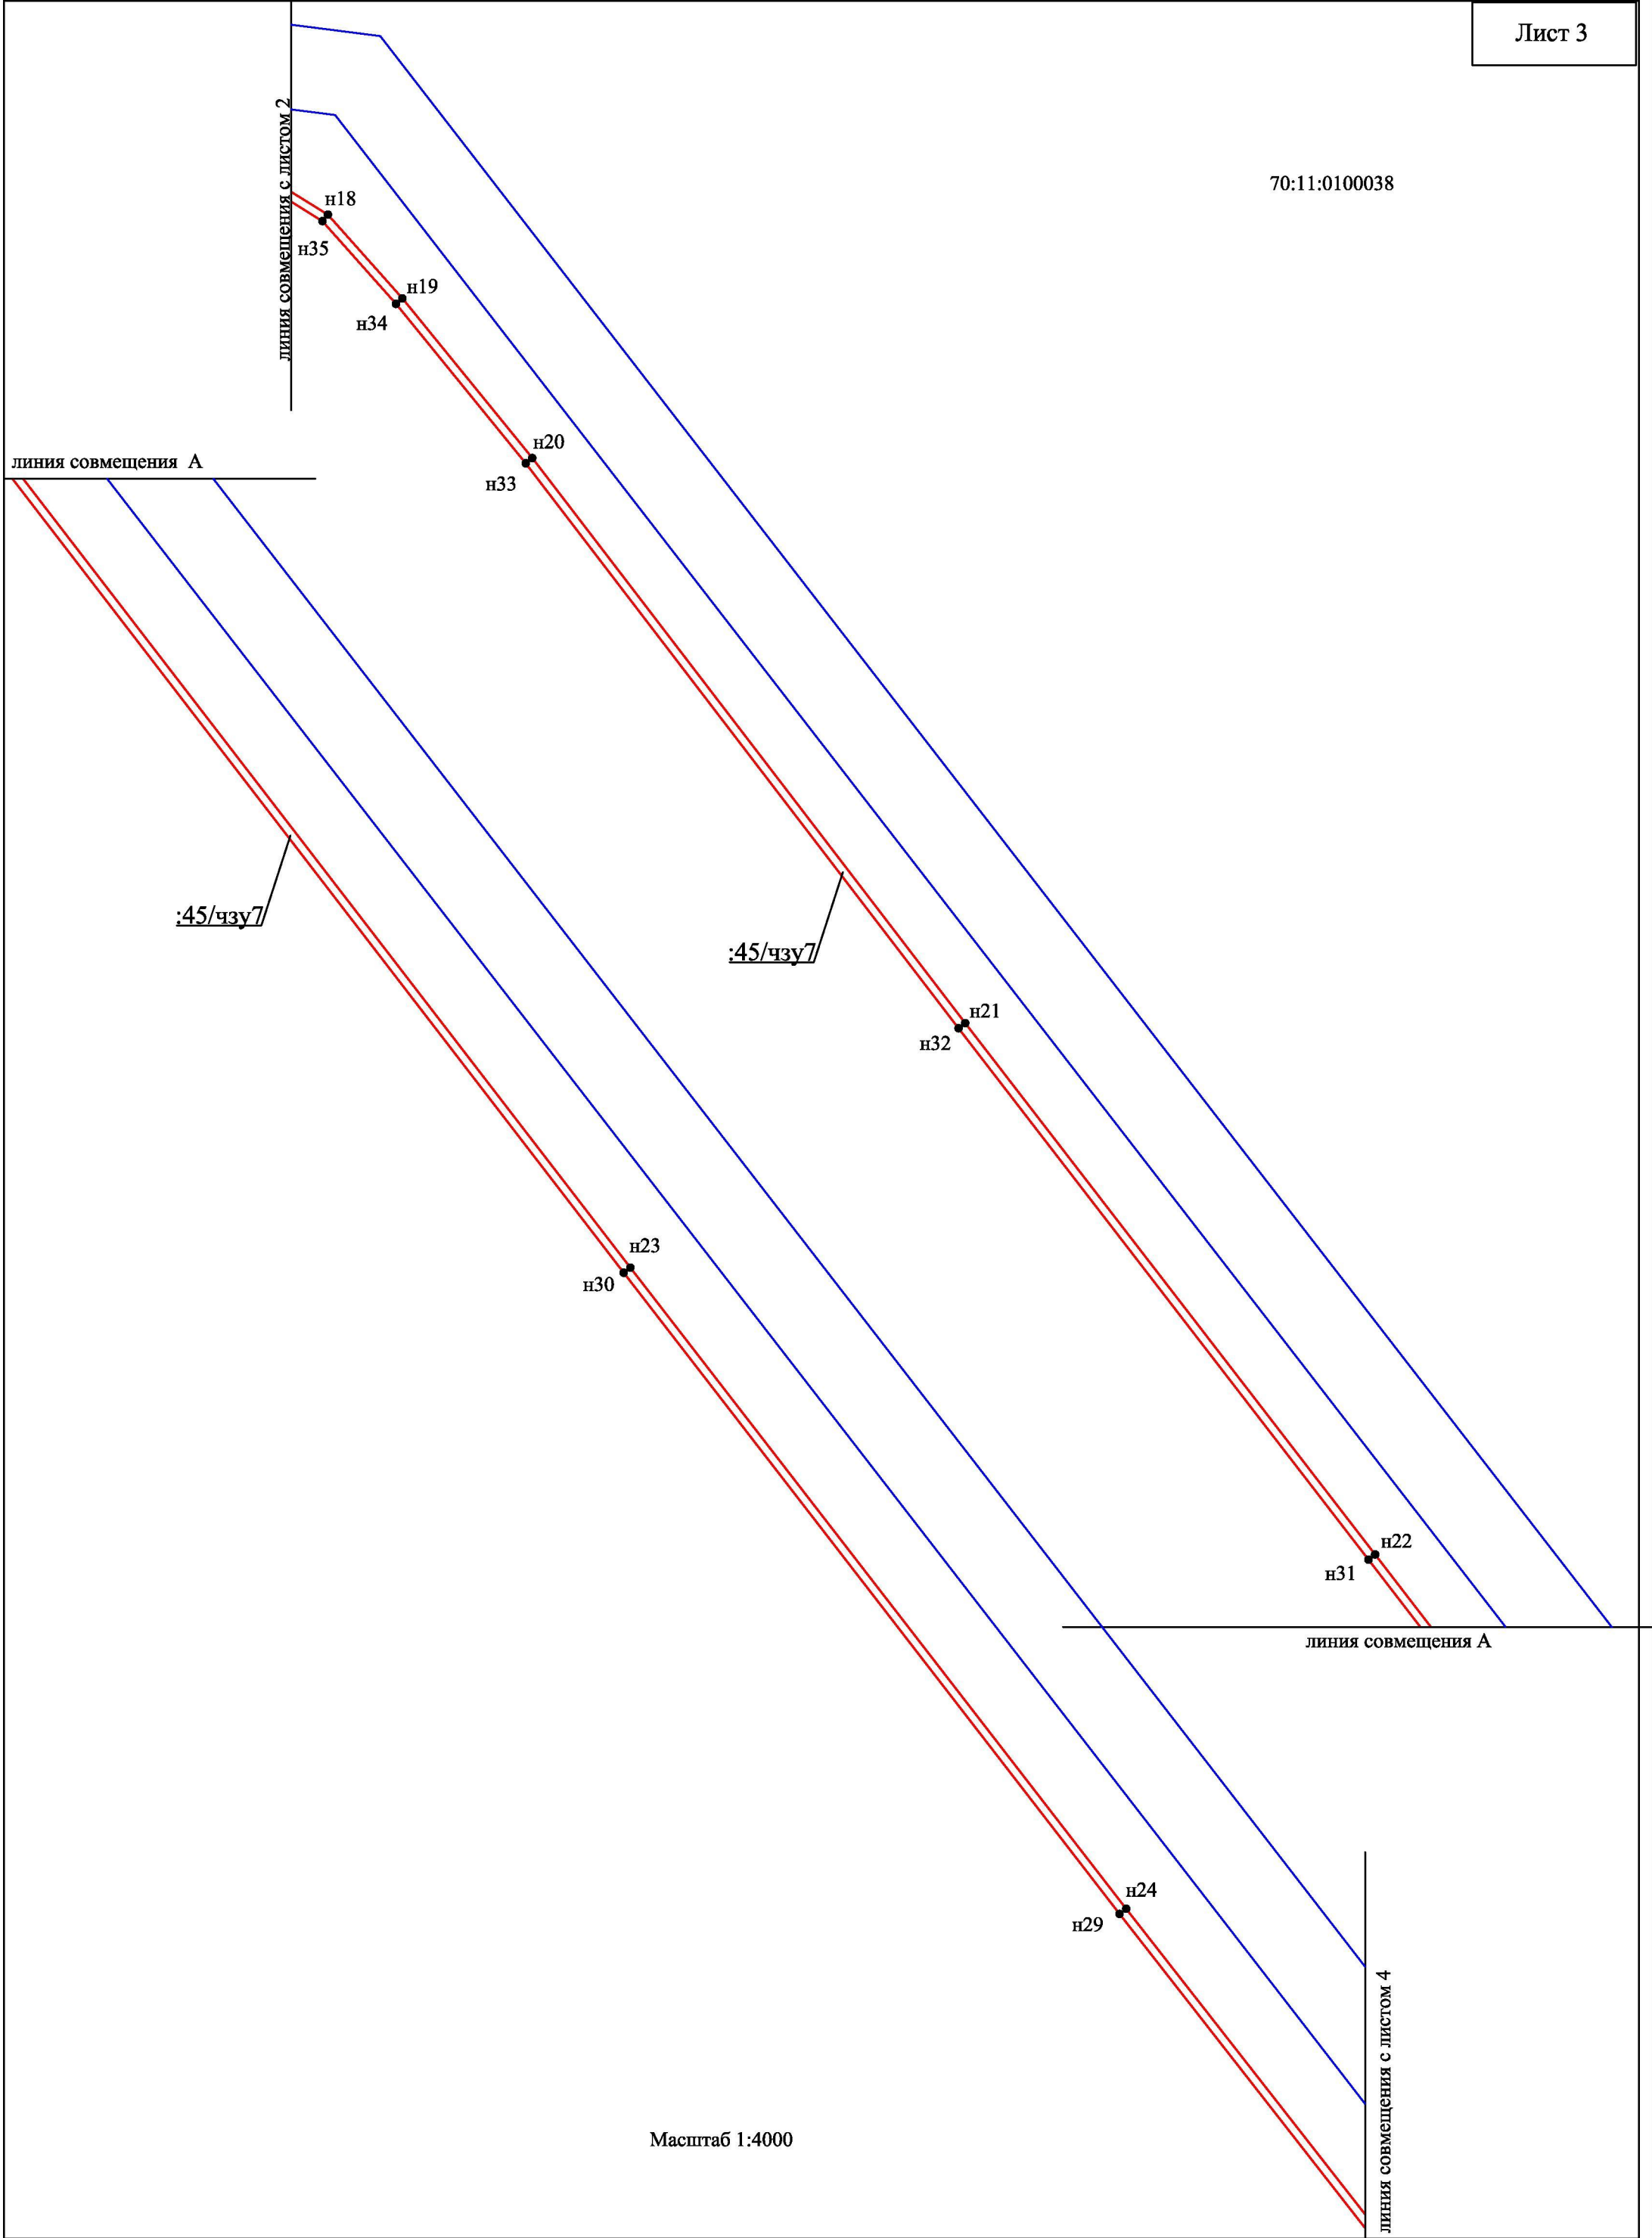 Лист 3
линия совмещения с листом 2
70:11:0100038
н18
н35
н19
н34
н20
н33
линия совмещения А
:45/чзу7
:45/чзу7
н21
н32
н23
н30
н22
н31
линия совмещения А
н24
н29
линия совмещения с листом 4
Масштаб 1:4000